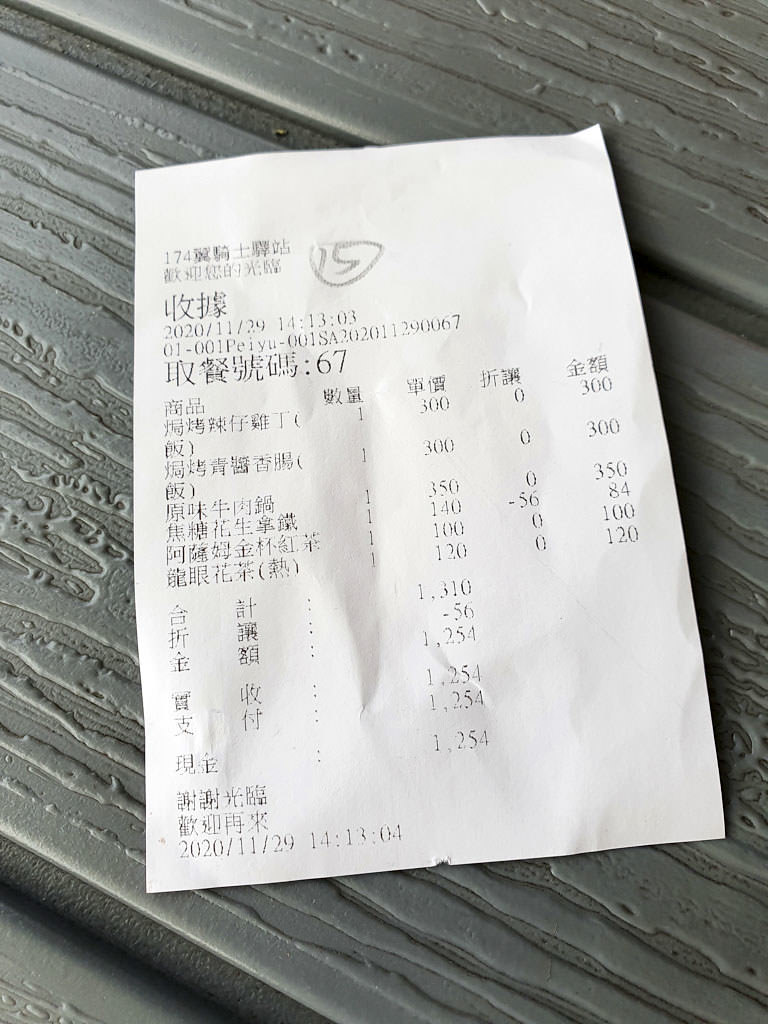 174翼騎士驛站
歡迎您的光臨
15
收據
2020/11/29 14:13:03
01-001Peiyu-001SA202011290067
取餐號碼:67
商品 數量 單價 折讓 金額
焗烤辣仔雞丁( 1 300 0 300
飯)
焗烤青醬香腸( 1 300 0 300
飯)
原味牛肉鍋 1 350 0 350
焦糖花生拿鐵 1 140 -56 84
阿薩姆金杯紅茶 1 100 0 100
龍眼花茶(熱) 1 120 0 120
合 計 : 1,310
折 讓 : -56
金 額 : 1,254
實 收 : 1,254
支 付 : 1,254
現金 : 1,254
謝謝光臨
歡迎再來
2020/11/29 14:13:04